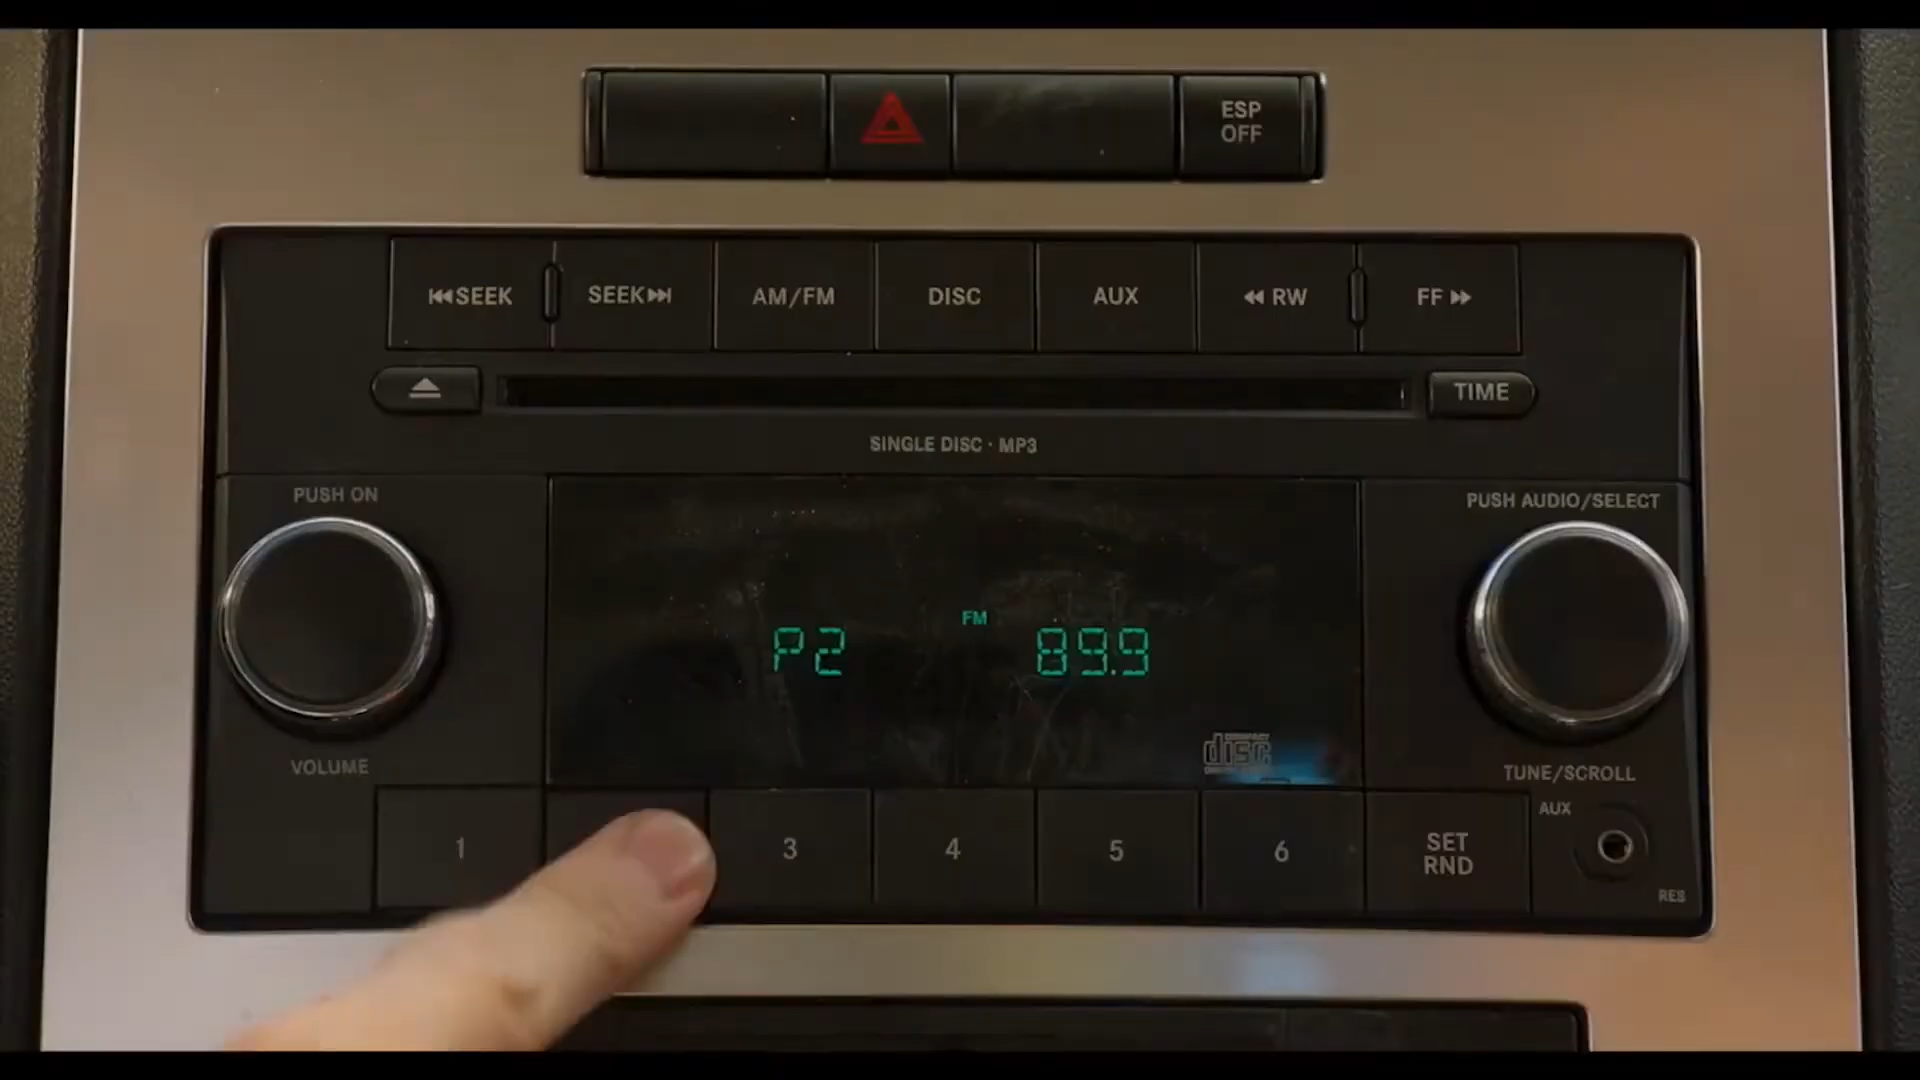 ESP
OFF
SEEK
SEEK
AM/FM
DISC
AUX
RW
FF
TIME
SINGLE DISC · MP3
PUSH ON
PUSH AUDIO/SELECT
FM
P2
89.9
VOLUME
COMPACT
disc
TUNE/SCROLL
AUX
1
3
4
5
6
SET
RND
RES